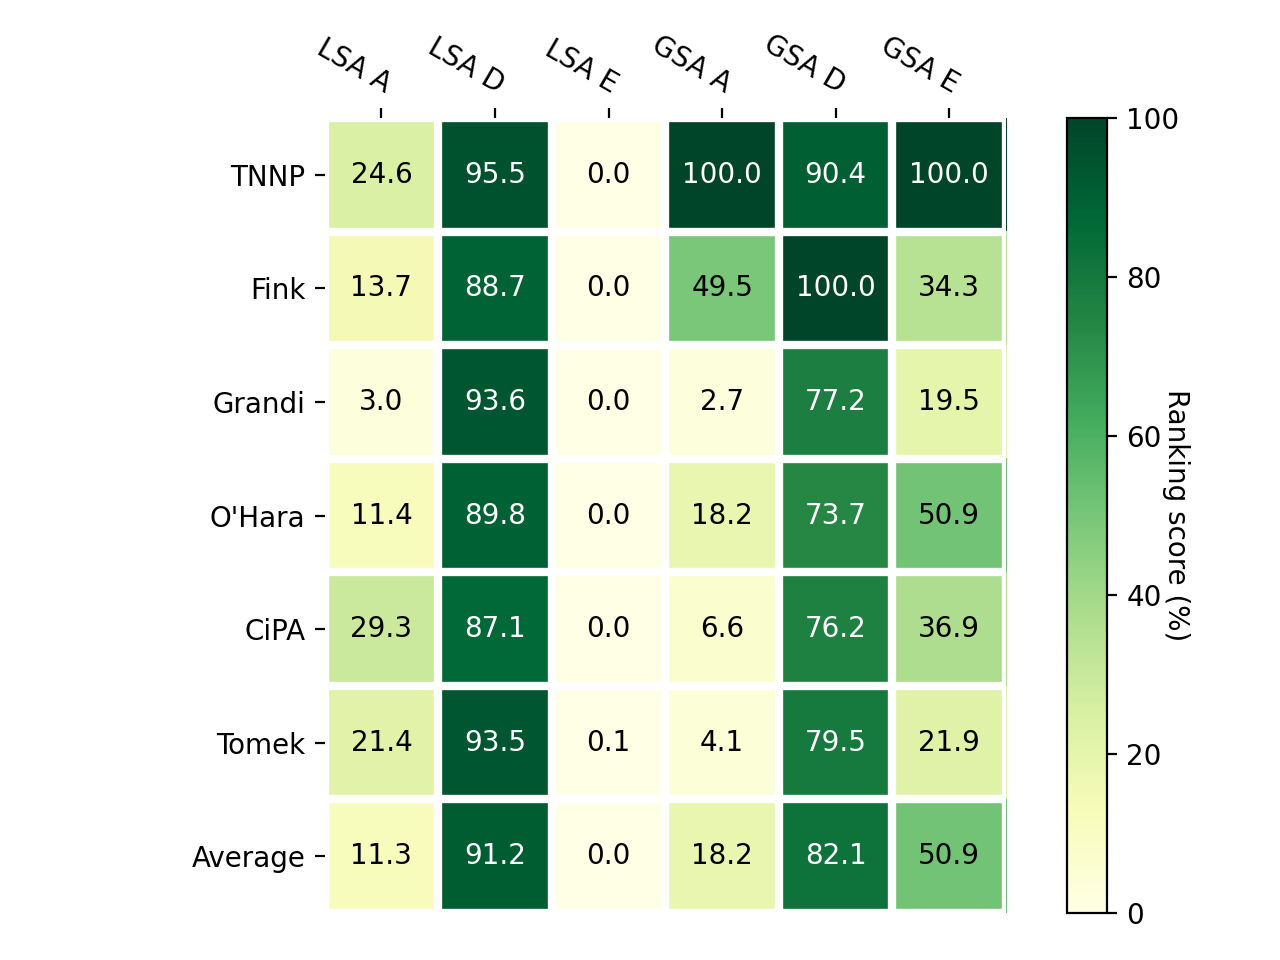 LSA A LSA D LSA E GSA A GSA D GSA E
TNNP 24.6 95.5 0.0 100.0 90.4 100.0
Fink 13.7 88.7 0.0 49.5 100.0 34.3
Grandi 3.0 93.6 0.0 2.7 77.2 19.5
O'Hara 11.4 89.8 0.0 18.2 73.7 50.9
CiPA 29.3 87.1 0.0 6.6 76.2 36.9
Tomek 21.4 93.5 0.1 4.1 79.5 21.9
Average 11.3 91.2 0.0 18.2 82.1 50.9
100
80
60
40
20
0
Ranking score (%)